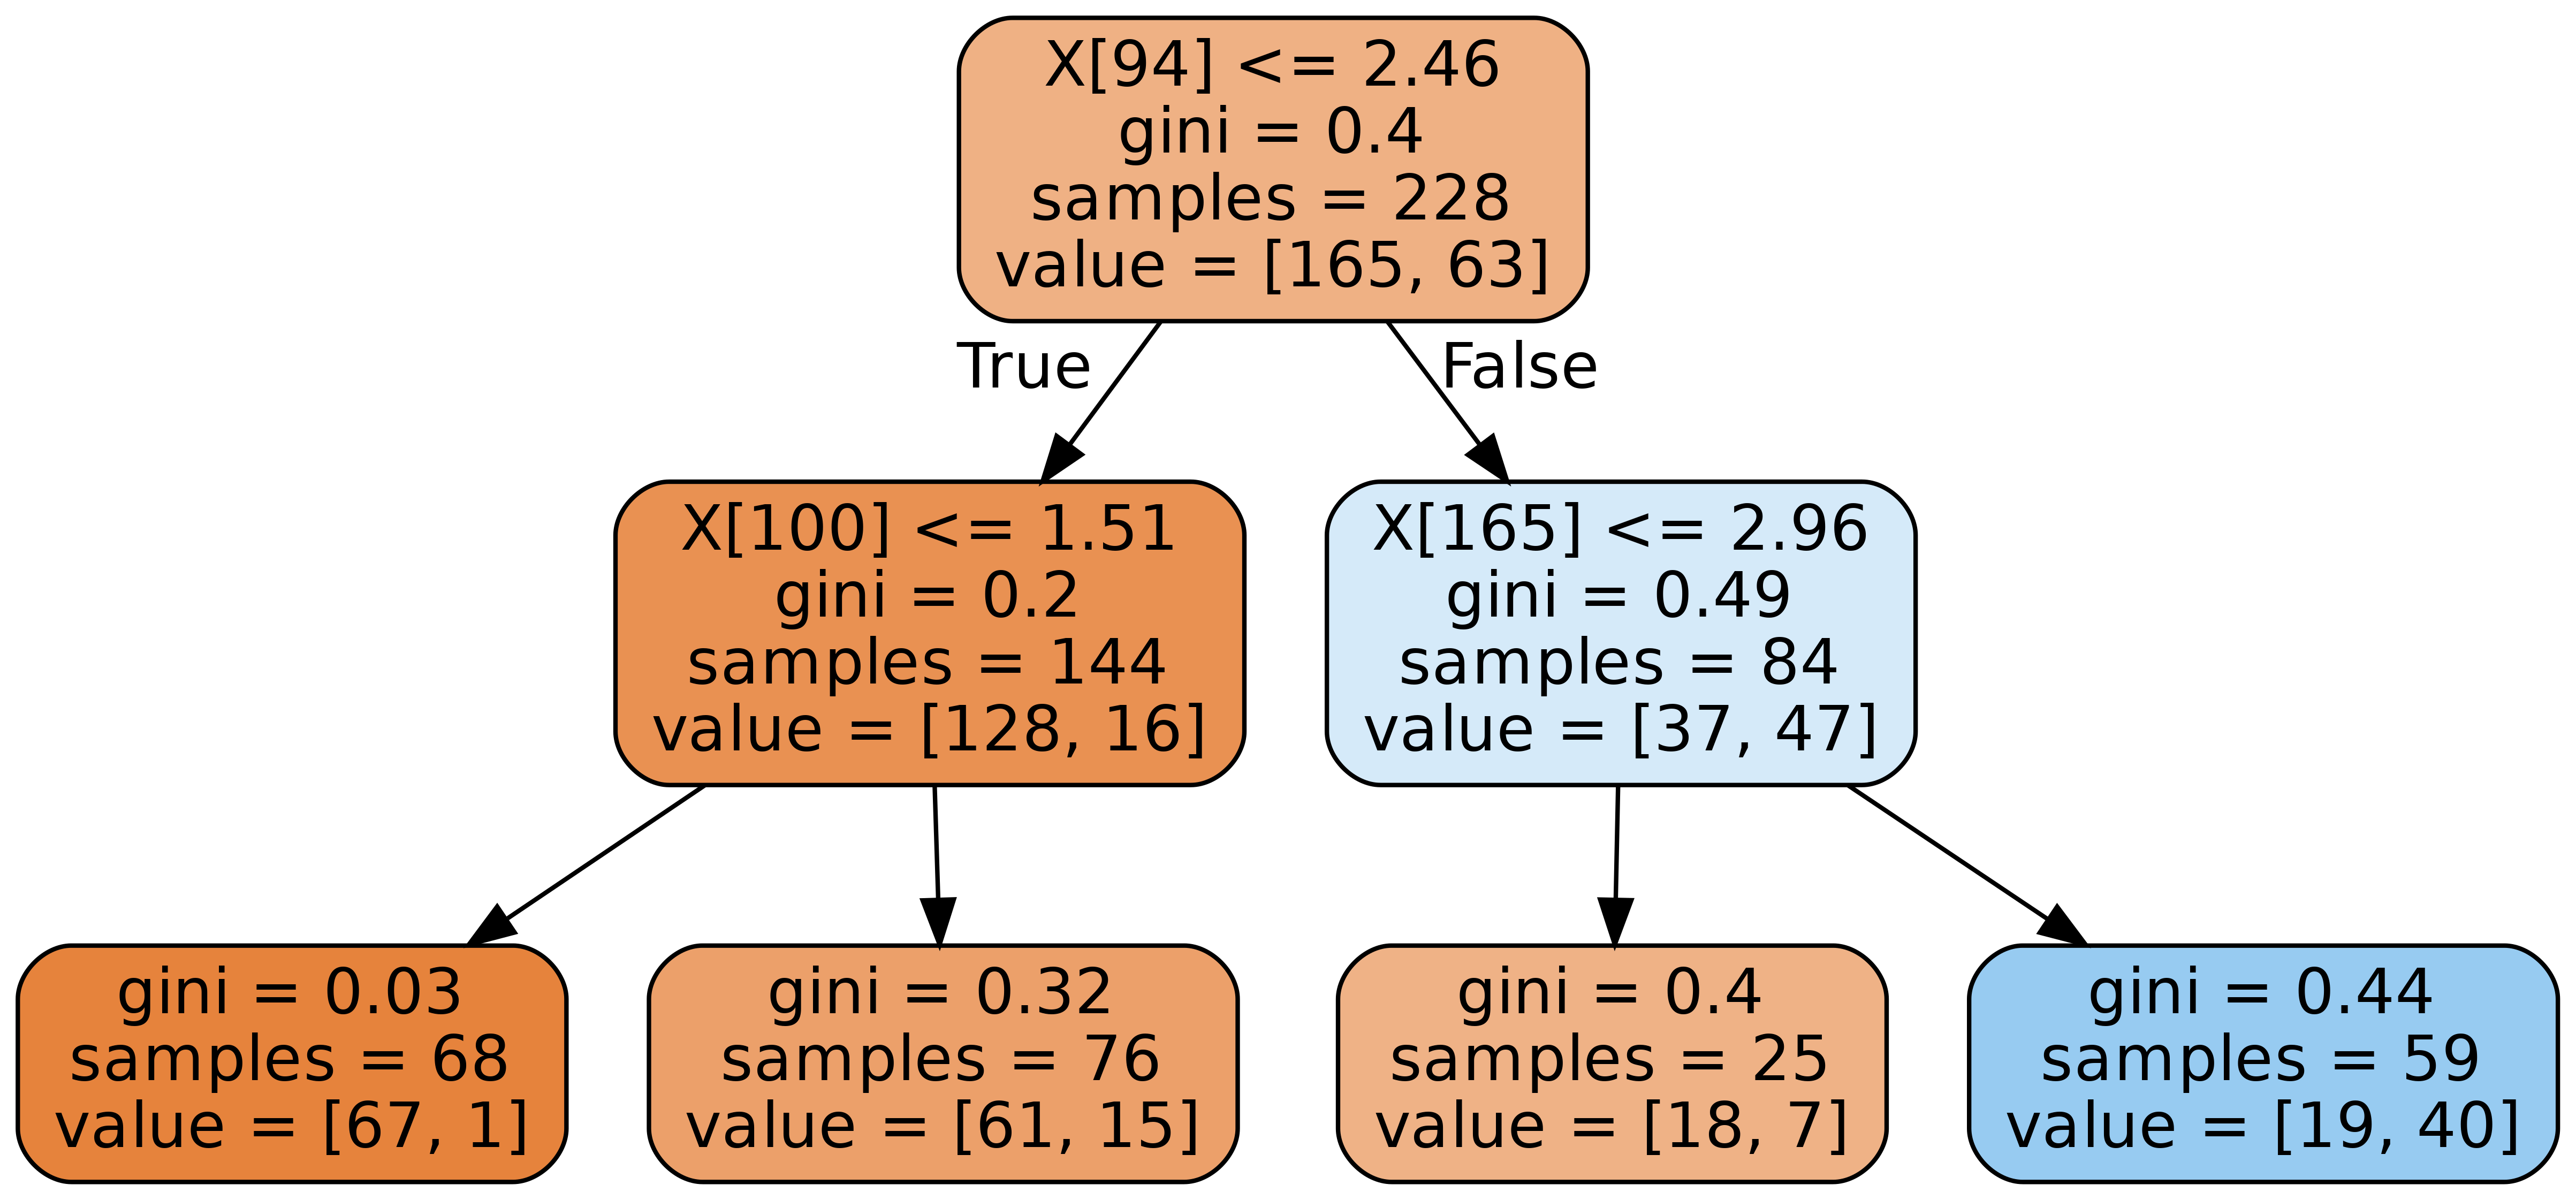 X[94] <= 2.46
gini = 0.4
samples = 228
value = [165, 63]
True
False
X[100] <= 1.51
gini = 0.2
samples = 144
value = [128, 16]
X[165] <= 2.96
gini = 0.49
samples = 84
value = [37, 47]
gini = 0.03
samples = 68
value = [67, 1]
gini = 0.32
samples = 76
value = [61, 15]
gini = 0.4
samples = 25
value = [18, 7]
gini = 0.44
samples = 59
value = [19, 40]